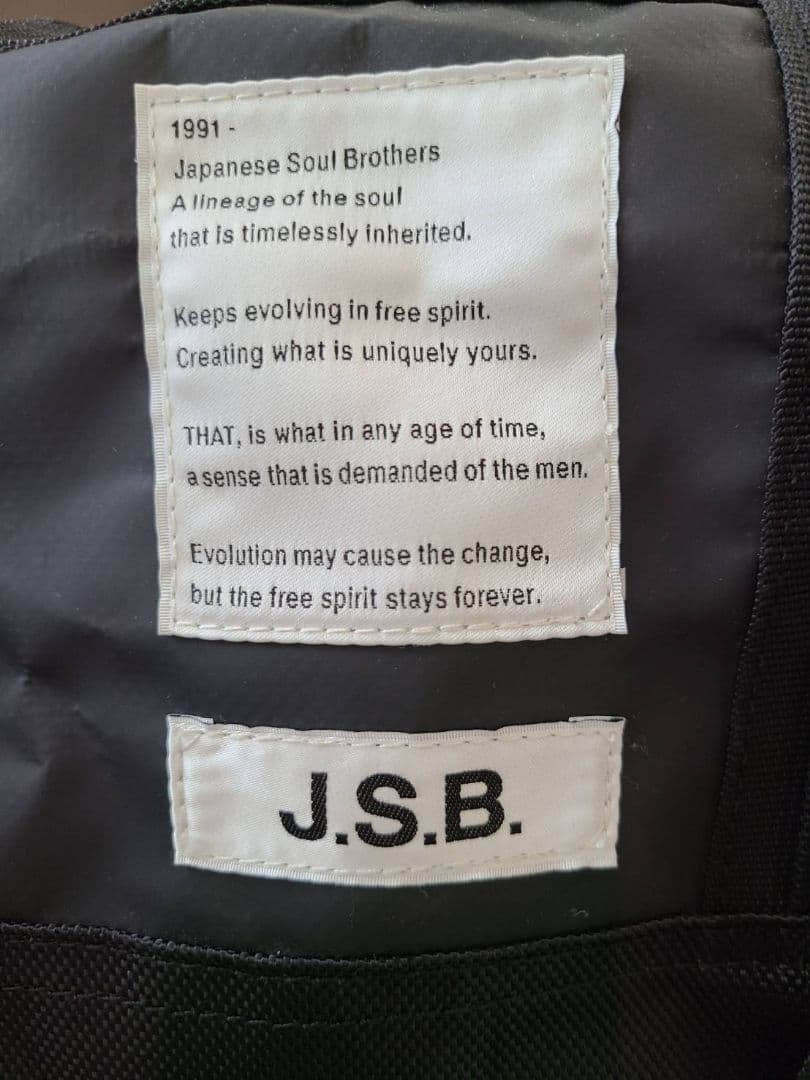 1991 -
Japanese Soul Brothers
A lineage of the soul
that is timelessly inherited.
Keeps evolving in free spirit.
Creating what is uniquely yours.
THAT, is what in any age of time,
a sense that is demanded of the men.
Evolution may cause the change,
but the free spirit stays forever.
J.S.B.